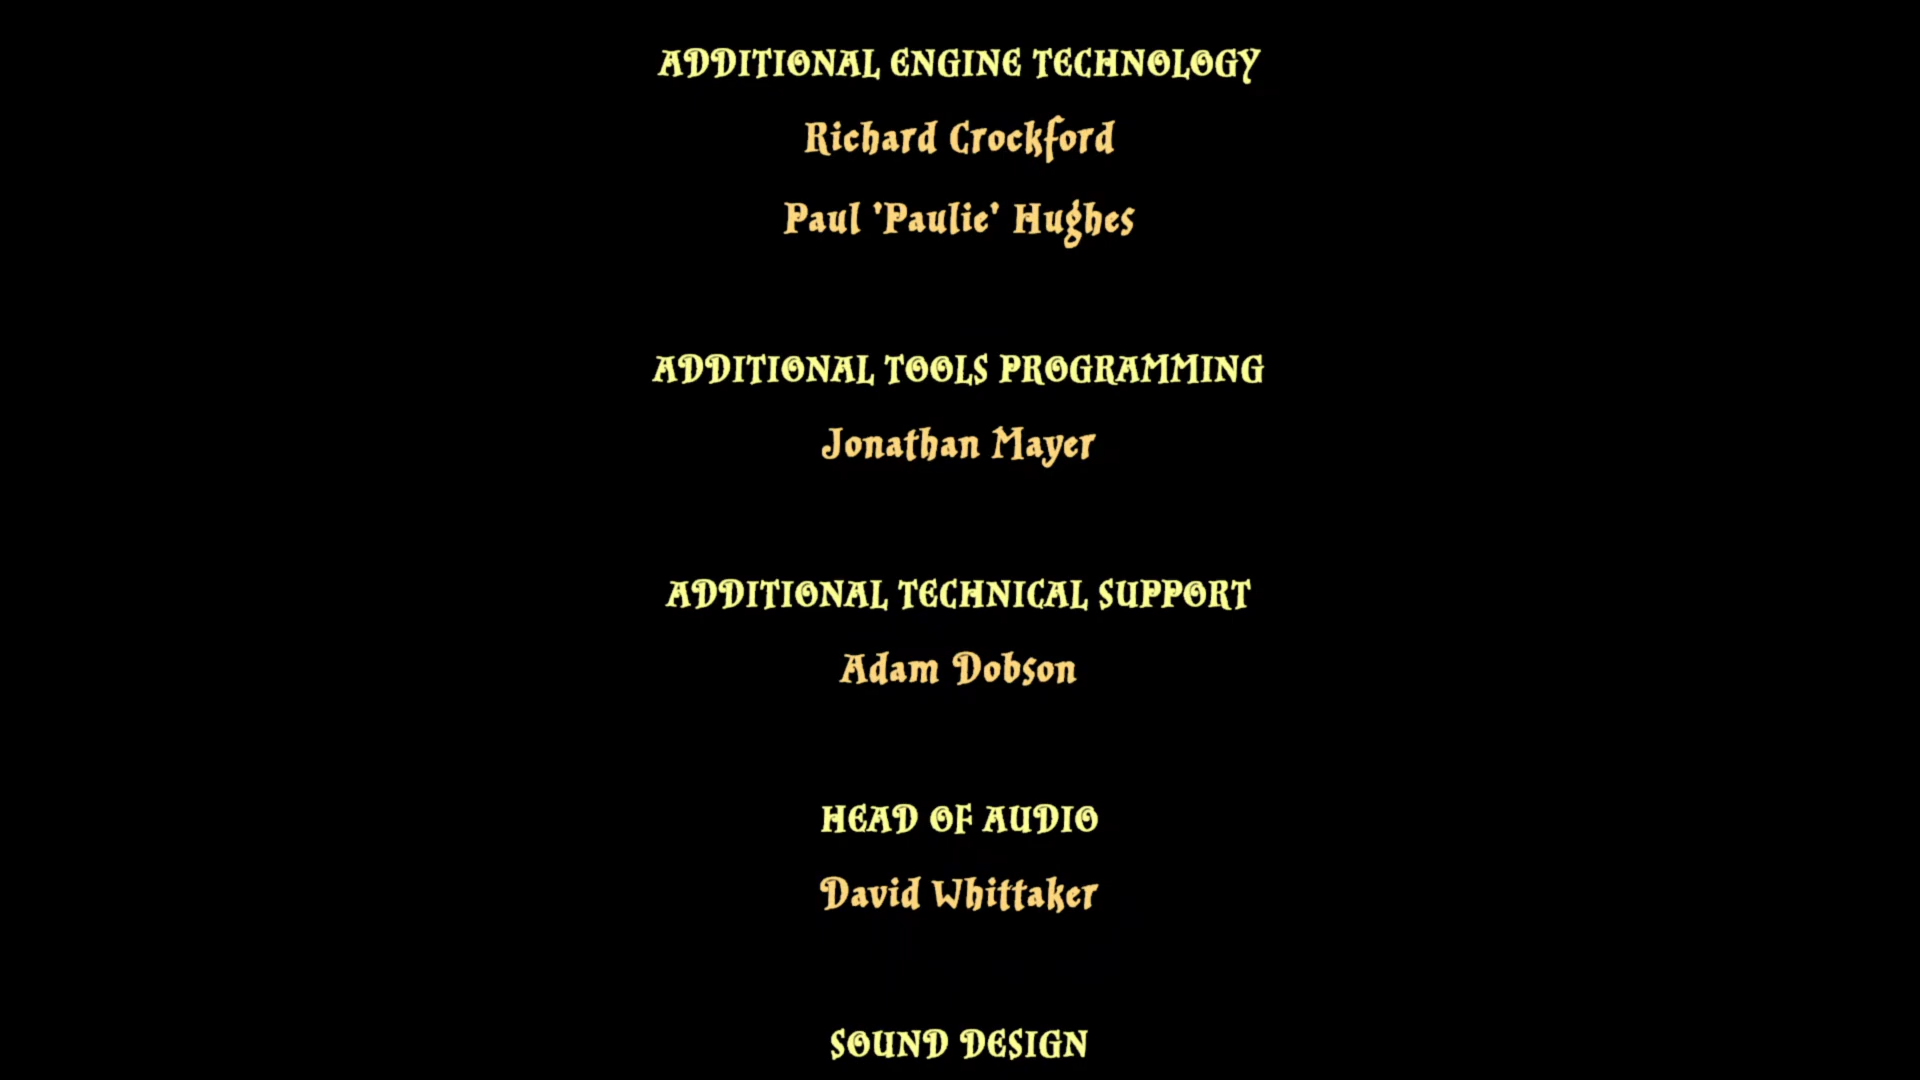 ADDITIONAL ENGINE TECHNOLOGY
Richard Crockford
Paul 'Paulie' Hughes
ADDITIONAL TOOLS PROGRAMMING
Jonathan Mayer
ADDITIONAL TECHNICAL SUPPORT
Adam Dobson
HEAD OF AUDIO
David Whittaker
SOUND DESIGN